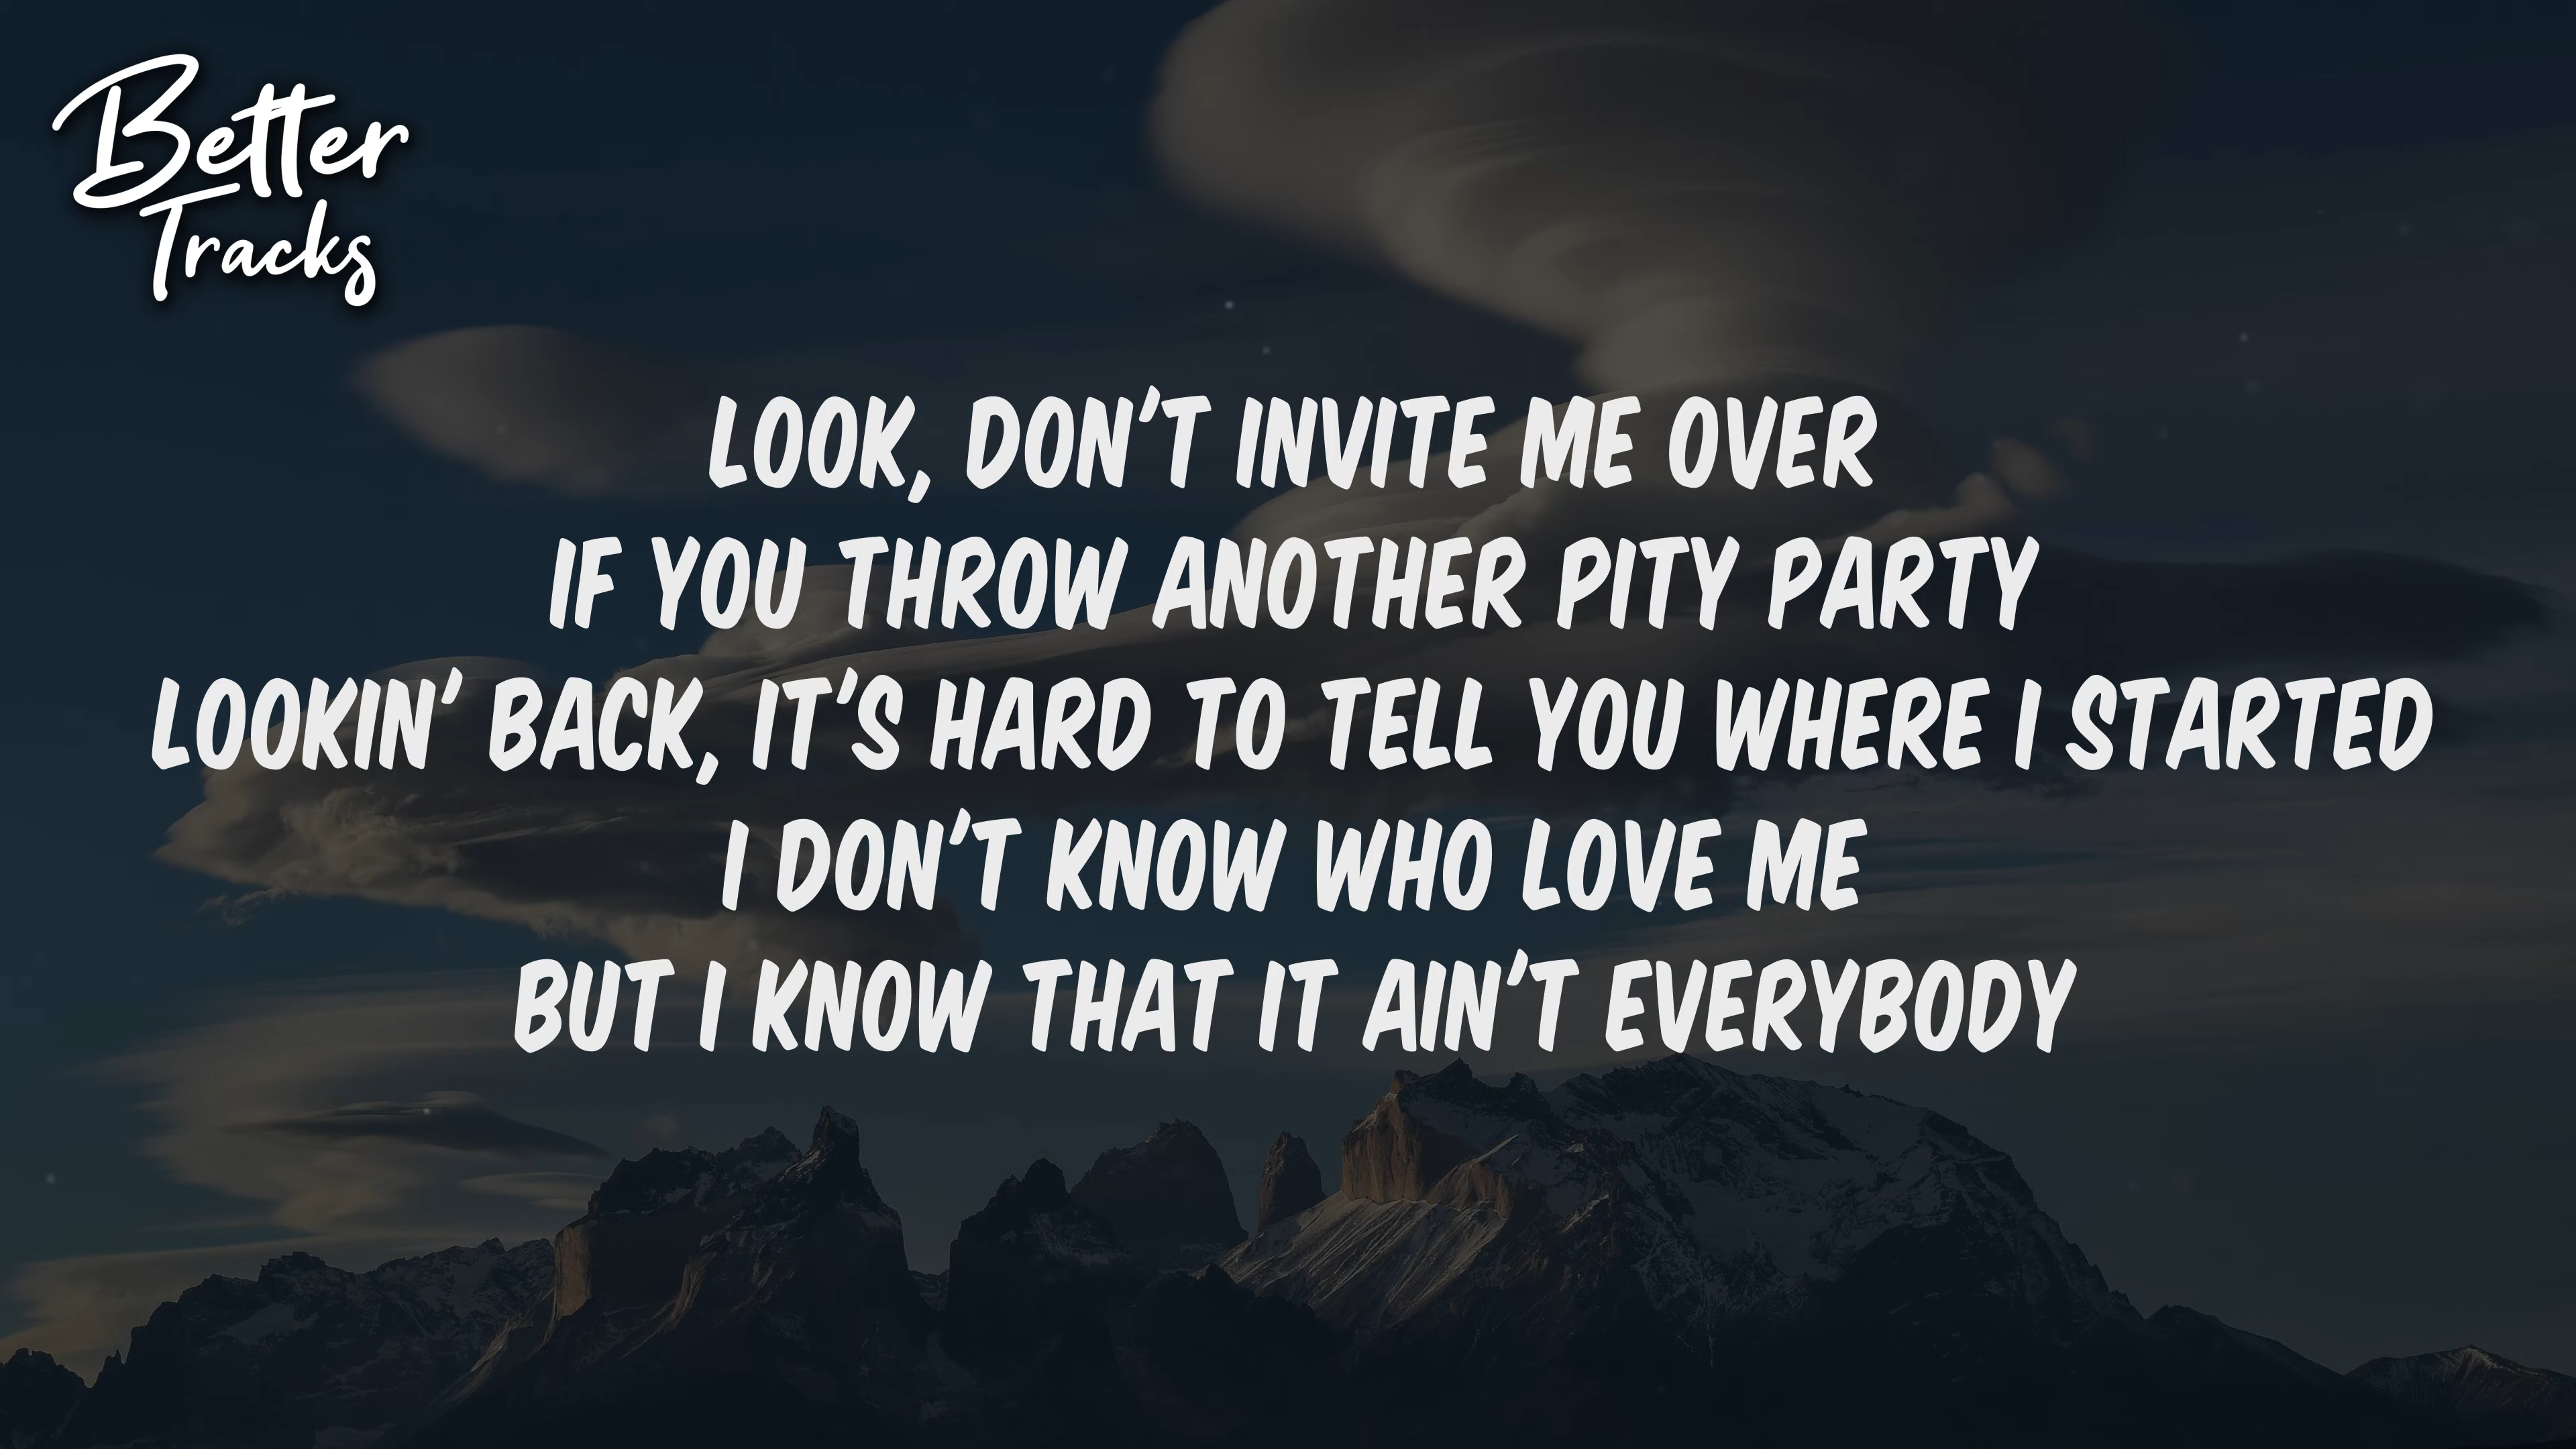 Better
Tracks
LOOK, DON'T INVITE ME OVER
IF YOU THROW ANOTHER PITY PARTY
LOOKIN' BACK, IT'S HARD TO TELL YOU WHERE I STARTED
I DON'T KNOW WHO LOVE ME
BUT I KNOW THAT IT AIN'T EVERYBODY